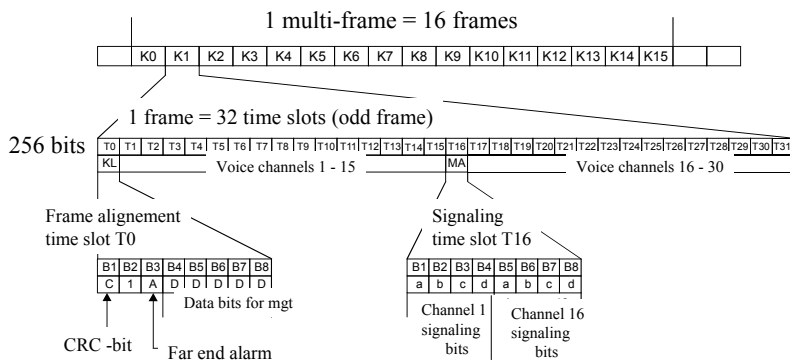 1 multi-frame = 16 frames
K0 K1 K2 K3 K4 K5 K6 K7 K8 K9 K10 K11 K12 K13 K14 K15
1 frame = 32 time slots (odd frame)
256 bits
T0 T1 T2 T3 T4 T5 T6 T7 T8 T9 T10 T11 T12 T13 T14 T15 T16 T17 T18 T19 T20 T21 T22 T23 T24 T25 T26 T27 T28 T29 T30 T31
KL Voice channels 1 - 15 MA Voice channels 16 - 30
Frame alignement
time slot T0
Signaling
time slot T16
B1 B2 B3 B4 B5 B6 B7 B8
C 1 A D D D D D
Data bits for mgt
CRC -bit
Far end alarm
B1 B2 B3 B4 B5 B6 B7 B8
a b c d a b c d
Channel 1
signaling
bits
Channel 16
signaling
bits